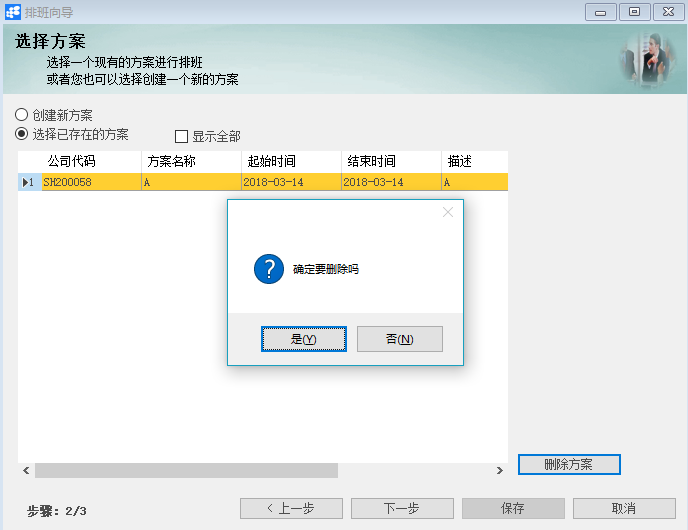 排班向导
选择方案
选择一个现有的方案进行排班
或者您也可以选择创建一个新的方案
创建新方案
选择已存在的方案 显示全部
公司代码 方案名称 起始时间 结束时间 描述
1 SH200058 A 2018-03-14 2018-03-14 A
确定要删除吗
是(Y) 否(N)
删除方案
步骤：2/3 < 上一步 下一步 保存 取消